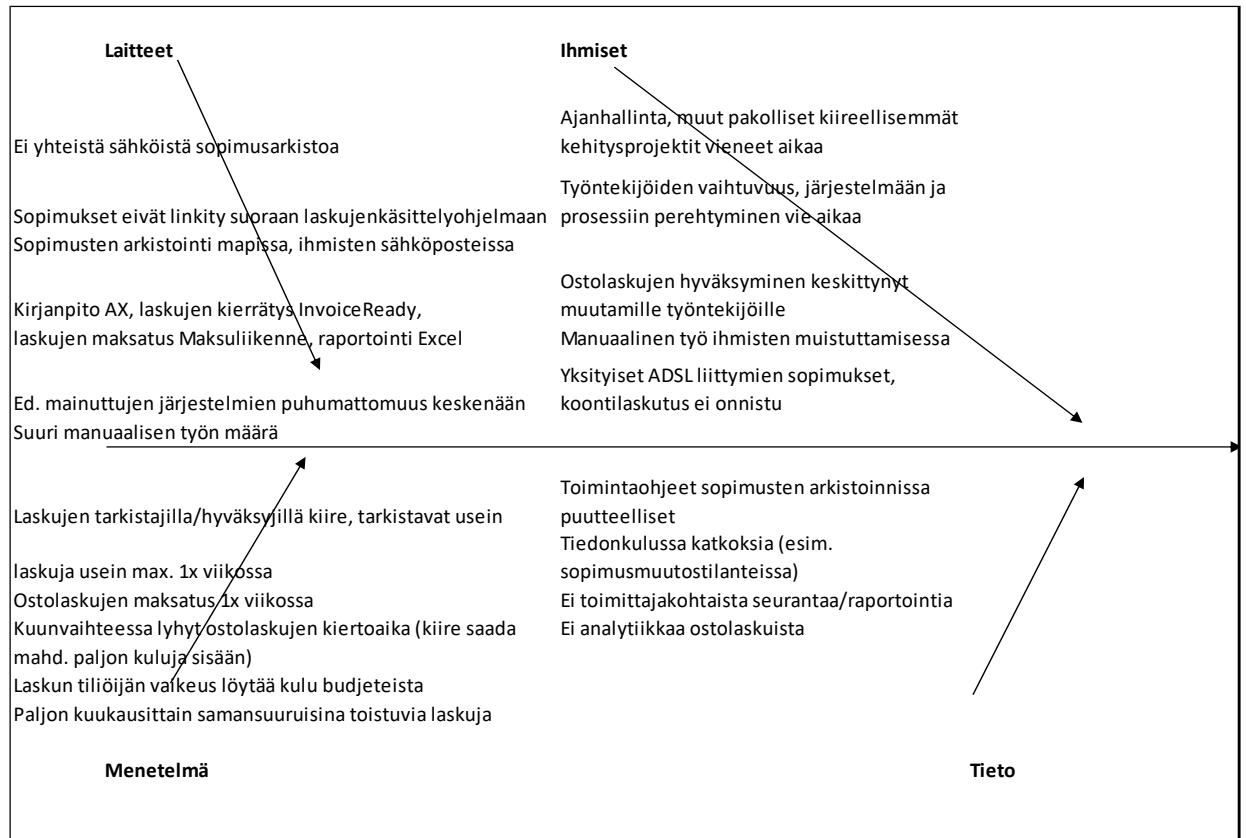 Laitteet
Ei yhteistä sähköistä sopimusarkistoa
Sopimukset eivät linkity suoraan laskujenkäsittelyohjelmaan
Sopimusten arkistointi mapissa, ihmisten sähköposteissa
Kirjanpito AX, laskujen kierrätys InvoiceReady,
laskujen maksatus Maksuliikenne, raportointi Excel
Ed. mainuttujen järjestelmien puhumattomuus keskenään
Suuri manuaalisen työn määrä
Ihmiset
Ajanhallinta, muut pakolliset kiireellisemmät
kehitysprojektit vieneet aikaa
Työntekijöiden vaihtuvuus, järjestelmään ja
prosessiin perehtyminen vie aikaa
Ostolaskujen hyväksyminen keskittynyt
muutamille työntekijöille
Manuaalinen työ ihmisten muistuttamisessa
Yksityiset ADSL liittymien sopimukset,
koontilaskutus ei onnistu
Laskujen tarkistajilla/hyväksyjillä kiire, tarkistavat usein
laskuja usein max. 1x viikossa
Ostolaskujen maksatus 1x viikossa
Kuunvaihteessa lyhyt ostolaskujen kiertoaika (kiire saada
mahd. paljon kuluja sisään)
Laskun tiliöijän vaikeus löytää kulu budjeteista
Paljon kuukausittain samansuuruisina toistuvia laskuja
Menetelmä
Toimintaohjeet sopimusten arkistoinnissa
puutteelliset
Tiedonkulussa katkoksia (esim.
sopimusmuutostilanteissa)
Ei toimittajakohtaista seurantaa/raportointia
Ei analytiikkaa ostolaskuista
Tieto